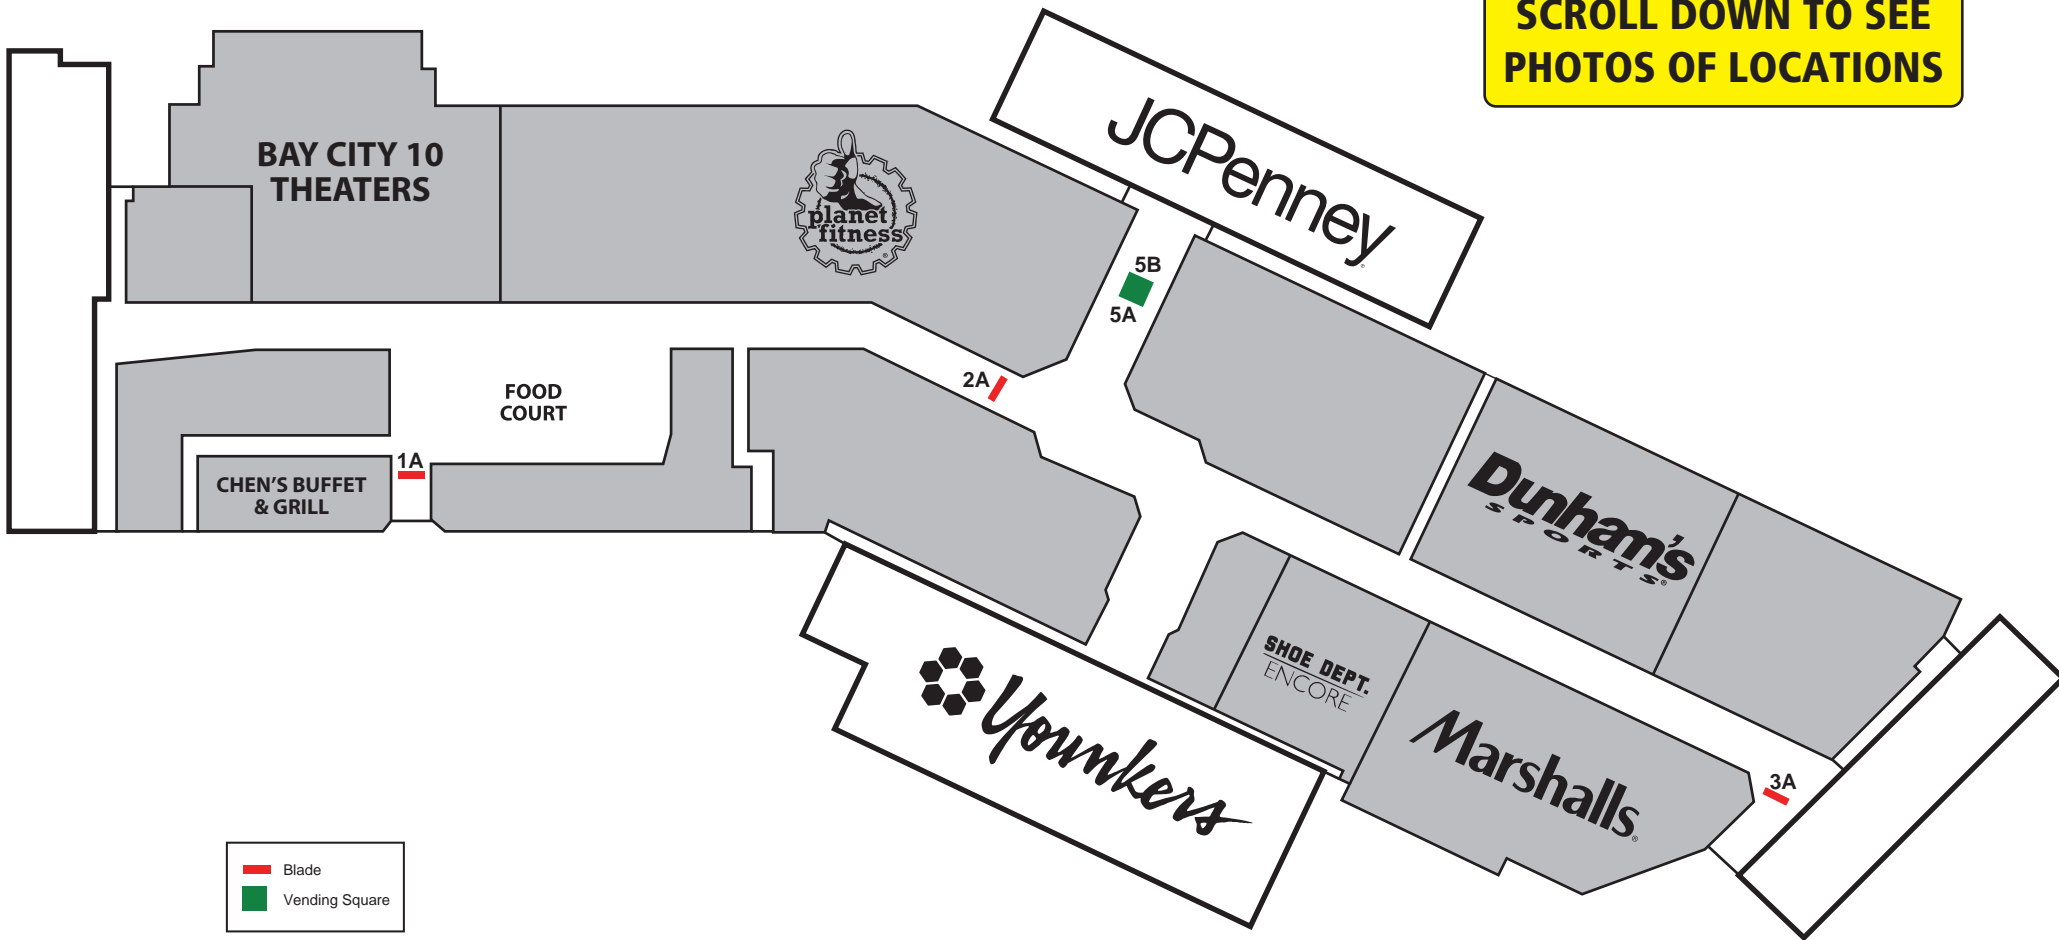 SCROLL DOWN TO SEE
PHOTOS OF LOCATIONS
JCPenney
BAY CITY 10
THEATERS
planet
fitness®
5B
5A
2A
FOOD
COURT
1A
CHEN'S BUFFET
& GRILL
Dunham's
SPORTS®
SHOE DEPT.
ENCORE
Younkers
Marshalls®
3A
Blade
Vending Square